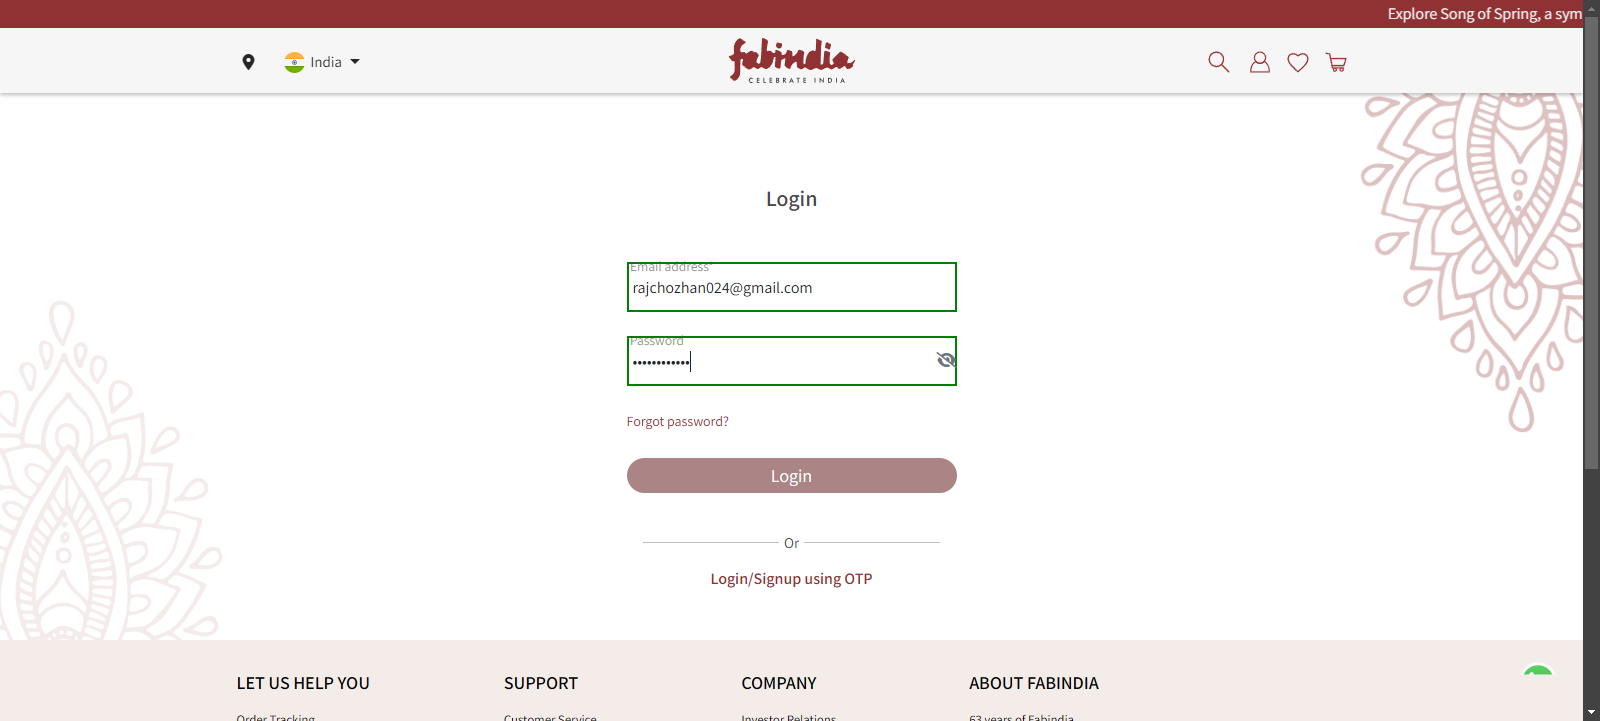 Explore Song of Spring, a sym
India
fabindia
CELEBRATE INDIA
Login
Email address*
rajchozhan024@gmail.com
Password
••••••••••••
Forgot password?
Login
Or
Login/Signup using OTP
LET US HELP YOU
SUPPORT
COMPANY
ABOUT FABINDIA
Order Tracking
Customer Service
Investor Relations
63 years of Fabindia